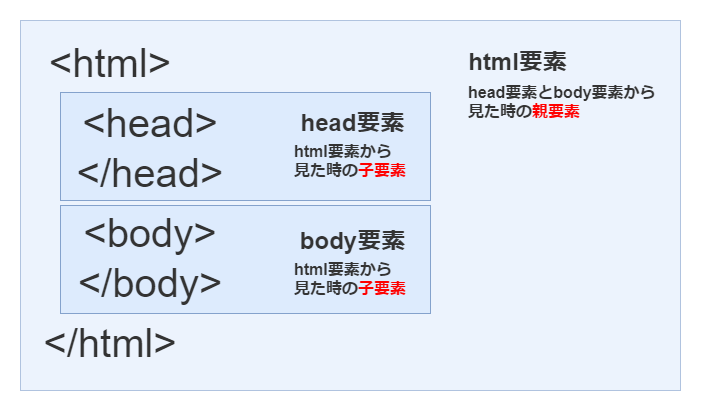 <html>
html要素
head要素とbody要素から
見た時の親要素
<head>
</head>
head要素
html要素から
見た時の子要素
<body>
</body>
body要素
html要素から
見た時の子要素
</html>